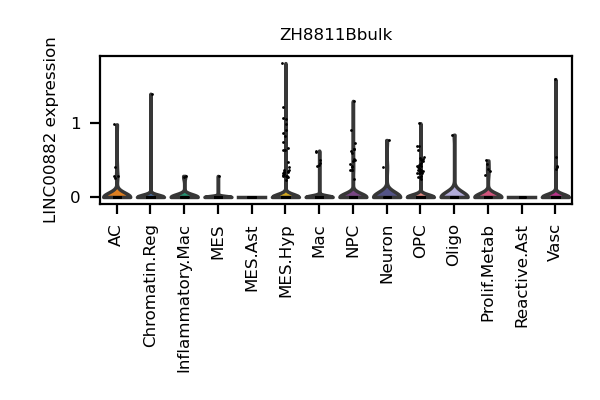 ZH8811Bbulk
LINC00882 expression
1
0
AC
Chromatin.Reg
Inflammatory.Mac
MES
MES.Ast
MES.Hyp
Mac
NPC
Neuron
OPC
Oligo
Prolif.Metab
Reactive.Ast
Vasc